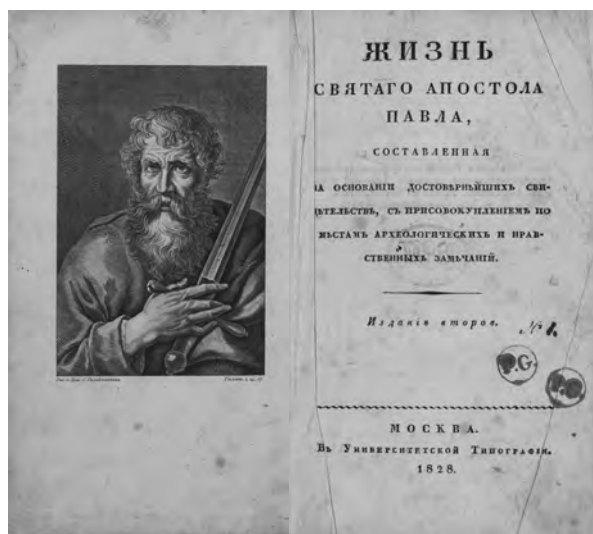 ЖИЗНЬ
СВЯТАГО АПОСТОЛА
ПАВЛА,
СОСТАВЛЕННАЯ
НА ОСНОВАНІИ ДОСТОВѢРНѢЙШИХЪ СВИ-
ДѢТЕЛЬСТВЪ, СЪ ПРИСОВОКУПЛЕНІЕМЪ ПО
МѢСТАМЪ АРХЕОЛОГИЧЕСКИХЪ И НРАВ-
СТВЕННЫХЪ ЗАМѢЧАНІЙ.
Изданіе второе.
P.G.
МОСКВА.
Въ Университетской Типографіи.
1828.